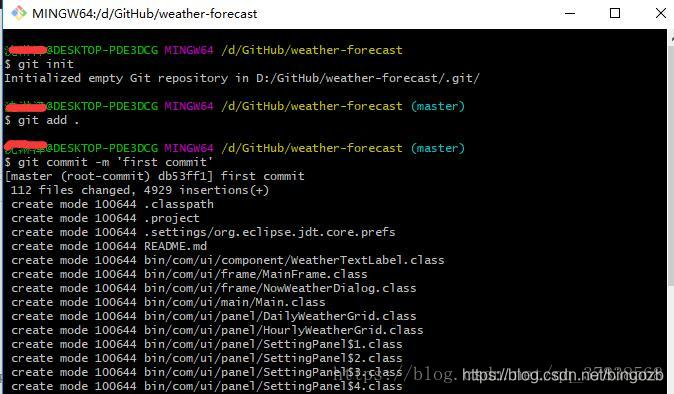 MINGW64:/d/GitHub/weather-forecast
@DESKTOP-PDE3DCG MINGW64 /d/GitHub/weather-forecast
$ git init
Initialized empty Git repository in D:/GitHub/weather-forecast/.git/
@DESKTOP-PDE3DCG MINGW64 /d/GitHub/weather-forecast (master)
$ git add .
@DESKTOP-PDE3DCG MINGW64 /d/GitHub/weather-forecast (master)
$ git commit -m 'first commit'
[master (root-commit) db53ff1] first commit
112 files changed, 4929 insertions(+)
create mode 100644 .classpath
create mode 100644 .project
create mode 100644 .settings/org.eclipse.jdt.core.prefs
create mode 100644 README.md
create mode 100644 bin/com/ui/component/WeatherTextLabel.class
create mode 100644 bin/com/ui/frame/MainFrame.class
create mode 100644 bin/com/ui/frame/NowWeatherDialog.class
create mode 100644 bin/com/ui/main/Main.class
create mode 100644 bin/com/ui/panel/DailyWeatherGrid.class
create mode 100644 bin/com/ui/panel/HourlyWeatherGrid.class
create mode 100644 bin/com/ui/panel/SettingPanel$1.class
create mode 100644 bin/com/ui/panel/SettingPanel$2.class
create mode 100644 bin/com/ui/panel/SettingPanel$3.class
create mode 100644 bin/com/ui/panel/SettingPanel$4.class
https://blog.csdn.net/bingozb